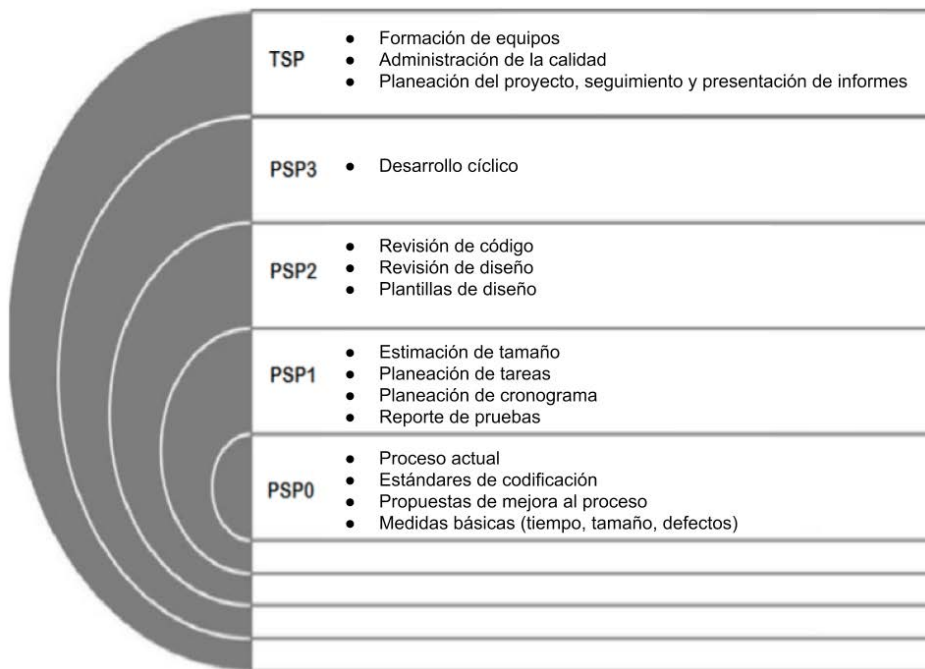 TSP
● Formación de equipos
● Administración de la calidad
● Planeación del proyecto, seguimiento y presentación de informes
PSP3
● Desarrollo cíclico
PSP2
● Revisión de código
● Revisión de diseño
● Plantillas de diseño
PSP1
● Estimación de tamaño
● Planeación de tareas
● Planeación de cronograma
● Reporte de pruebas
PSP0
● Proceso actual
● Estándares de codificación
● Propuestas de mejora al proceso
● Medidas básicas (tiempo, tamaño, defectos)